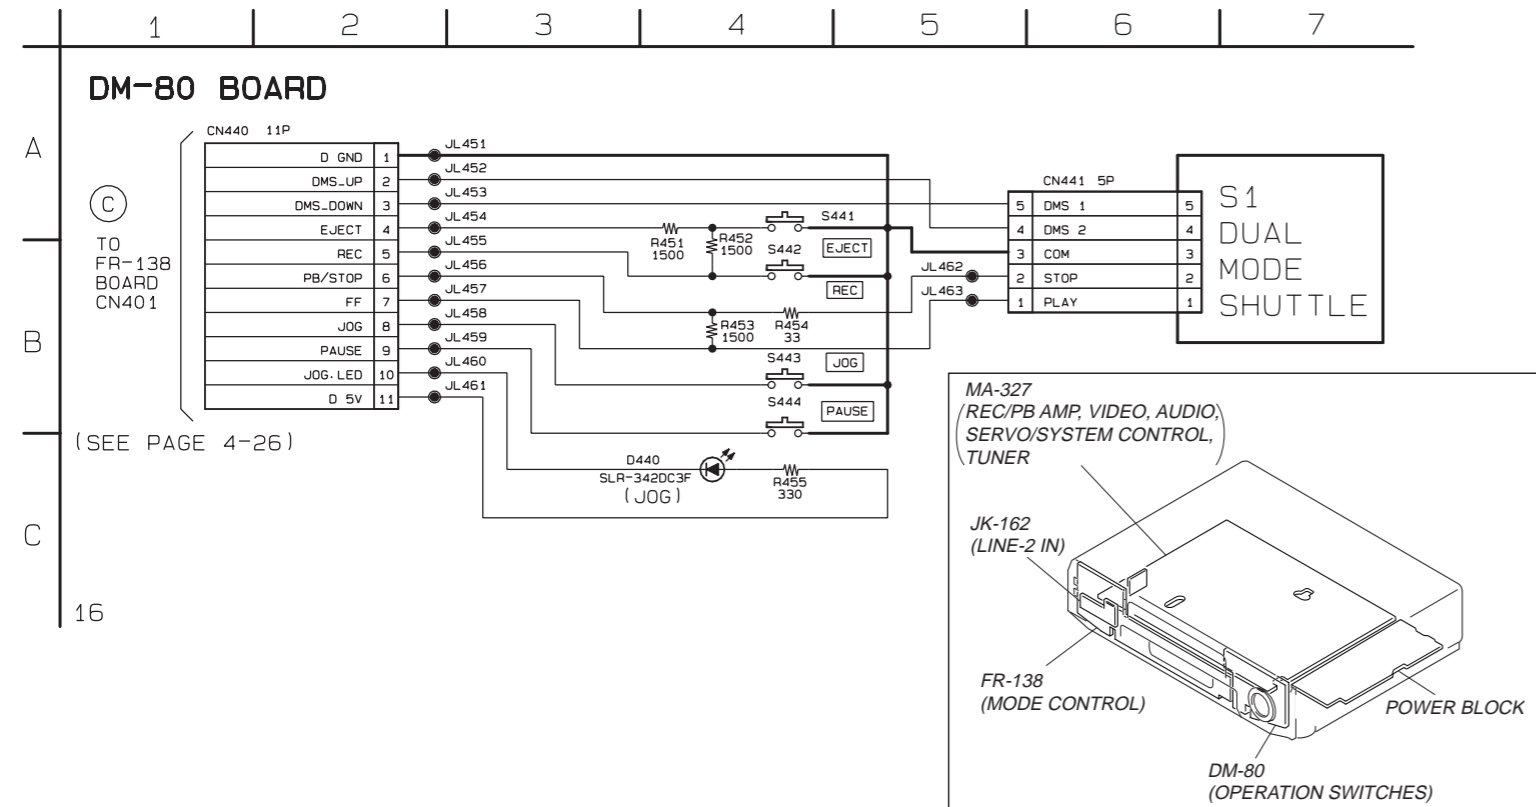 1 2 3 4 5 6 7
DM-80 BOARD
A
B
C
16
C
TO
FR-138
BOARD
CN401
(SEE PAGE 4-26)
CN440 11P
D GND 1
DMS_UP 2
DMS_DOWN 3
EJECT 4
REC 5
PB/STOP 6
FF 7
JOG 8
PAUSE 9
JOG.LED 10
D 5V 11
JL451
JL452
JL453
JL454
JL455
JL456
JL457
JL458
JL459
JL460
JL461
R451
1500
R452
1500
S441
EJECT
S442
REC
R453
1500
R454
33
S443
JOG
S444
PAUSE
D440
SLR-342DC3F
(JOG)
R455
330
JL462
JL463
CN441 5P
5 DMS 1 5
4 DMS 2 4
3 COM 3
2 STOP 2
1 PLAY 1
S1
DUAL
MODE
SHUTTLE
MA-327
(REC/PB AMP, VIDEO, AUDIO,
SERVO/SYSTEM CONTROL,
TUNER)
JK-162
(LINE-2 IN)
FR-138
(MODE CONTROL)
POWER BLOCK
DM-80
(OPERATION SWITCHES)